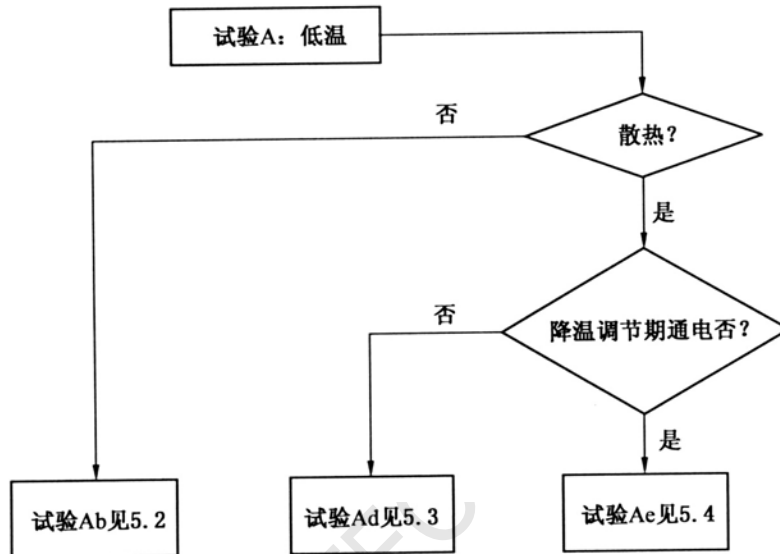 试验A：低温
否
散热？
是
否
降温调节期通电否？
是
试验Ab见5.2
试验Ad见5.3
试验Ae见5.4